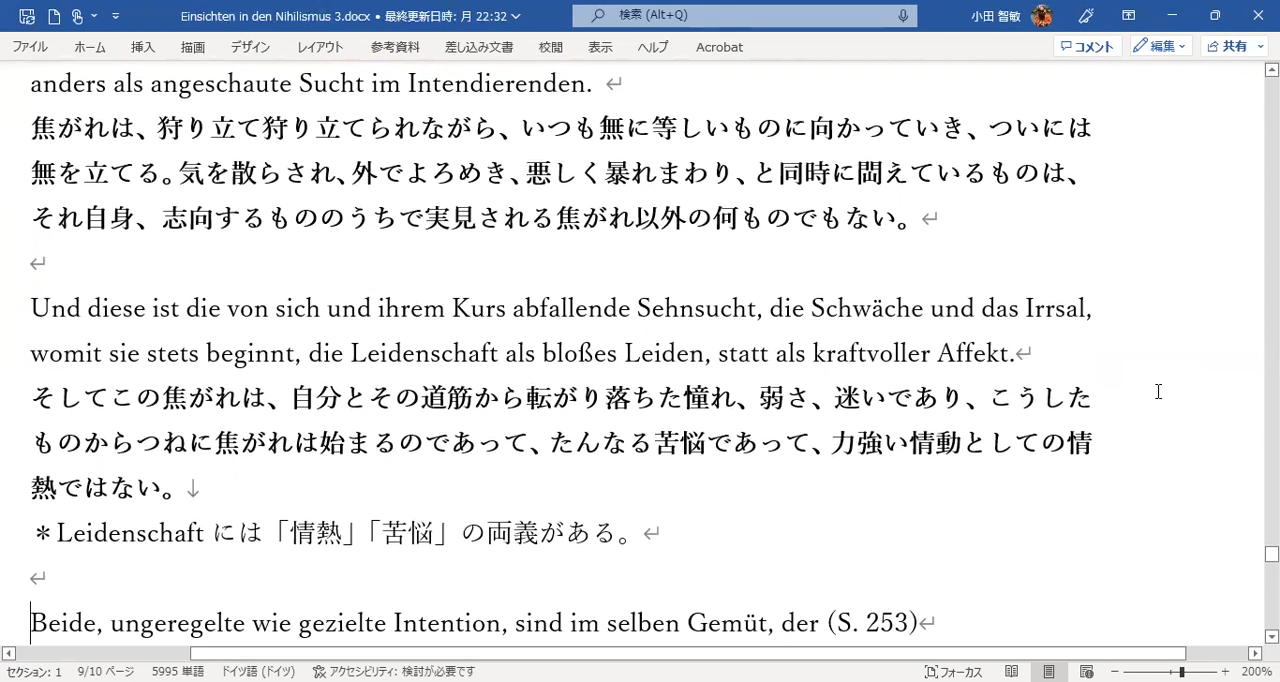 Einsichten in den Nihilismus 3.docx • 最終更新日時: 月 22:32
検索 (Alt+Q)
小田 智敏
ファイル ホーム 挿入 描画 デザイン レイアウト 参考資料 差し込み文書 校閲 表示 ヘルプ Acrobat コメント 編集 共有
anders als angeschaute Sucht im Intendierenden. ↵
焦がれは、狩り立て狩り立てられながら、いつも無に等しいものに向かっていき、ついには
無を立てる。気を散らされ、外でよろめき、悪しく暴れまわり、と同時に悶えているものは、
それ自身、志向するもののうちで実見される焦がれ以外の何ものでもない。↵
↵
Und diese ist die von sich und ihrem Kurs abfallende Sehnsucht, die Schwäche und das Irrsal,
womit sie stets beginnt, die Leidenschaft als bloßes Leiden, statt als kraftvoller Affekt.↵
そしてこの焦がれは、自分とその道筋から転がり落ちた憧れ、弱さ、迷いであり、こうした
ものからつねに焦がれは始まるのであって、たんなる苦悩であって、力強い情動としての情
熱ではない。↓
＊Leidenschaft には「情熱」「苦悩」の両義がある。↵
↵
Beide, ungeregelte wie gezielte Intention, sind im selben Gemüt, der (S. 253)↵
セクション: 1 9/10 ページ 5995 単語 ドイツ語 (ドイツ) アクセシビリティ: 検討が必要です フォーカス 200%